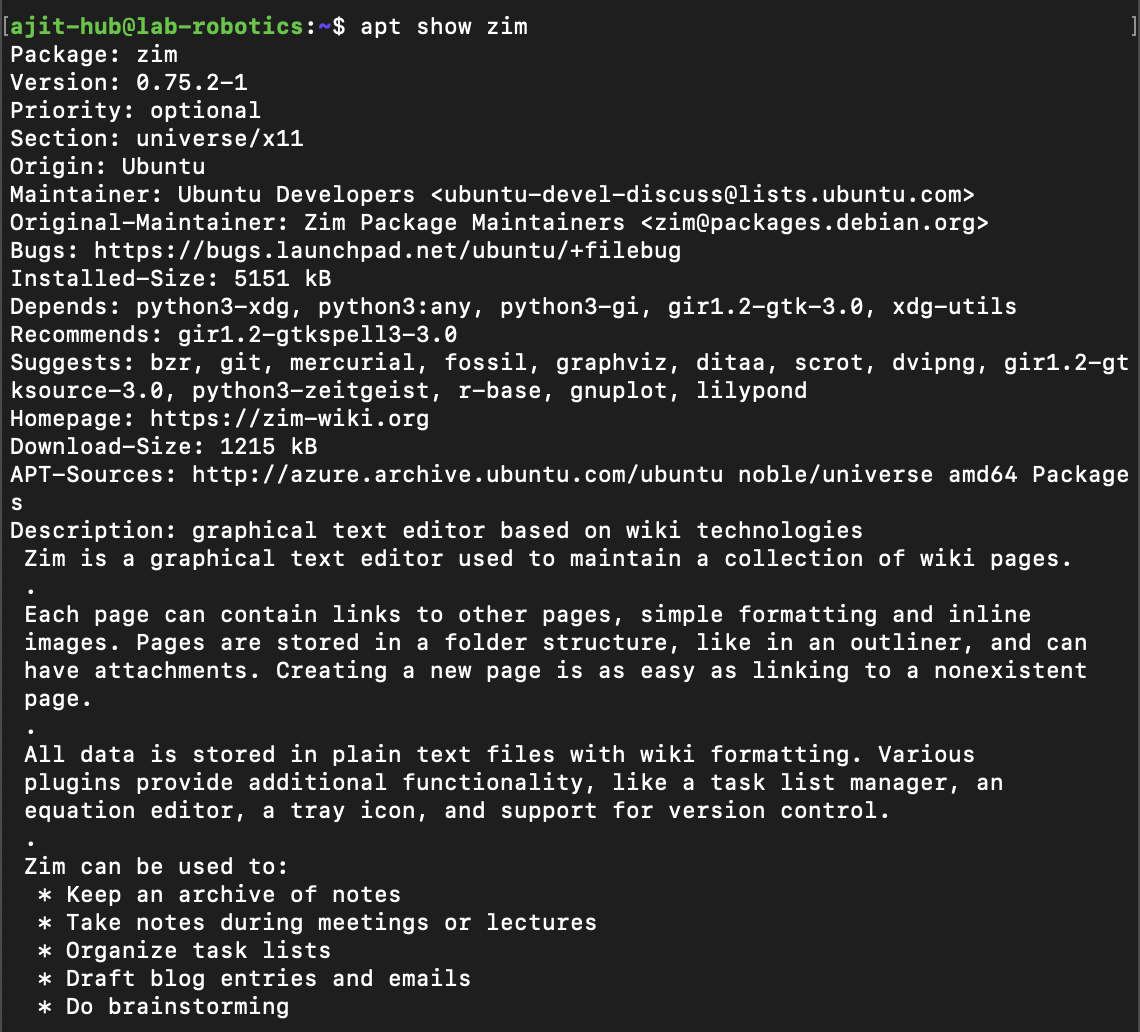 [ajit-hub@lab-robotics:~$ apt show zim ]
Package: zim
Version: 0.75.2-1
Priority: optional
Section: universe/x11
Origin: Ubuntu
Maintainer: Ubuntu Developers <ubuntu-devel-discuss@lists.ubuntu.com>
Original-Maintainer: Zim Package Maintainers <zim@packages.debian.org>
Bugs: https://bugs.launchpad.net/ubuntu/+filebug
Installed-Size: 5151 kB
Depends: python3-xdg, python3:any, python3-gi, gir1.2-gtk-3.0, xdg-utils
Recommends: gir1.2-gtkspell3-3.0
Suggests: bzr, git, mercurial, fossil, graphviz, ditaa, scrot, dvipng, gir1.2-gt
ksource-3.0, python3-zeitgeist, r-base, gnuplot, lilypond
Homepage: https://zim-wiki.org
Download-Size: 1215 kB
APT-Sources: http://azure.archive.ubuntu.com/ubuntu noble/universe amd64 Package
s
Description: graphical text editor based on wiki technologies
 Zim is a graphical text editor used to maintain a collection of wiki pages.
 .
 Each page can contain links to other pages, simple formatting and inline
 images. Pages are stored in a folder structure, like in an outliner, and can
 have attachments. Creating a new page is as easy as linking to a nonexistent
 page.
 .
 All data is stored in plain text files with wiki formatting. Various
 plugins provide additional functionality, like a task list manager, an
 equation editor, a tray icon, and support for version control.
 .
 Zim can be used to:
  * Keep an archive of notes
  * Take notes during meetings or lectures
  * Organize task lists
  * Draft blog entries and emails
  * Do brainstorming